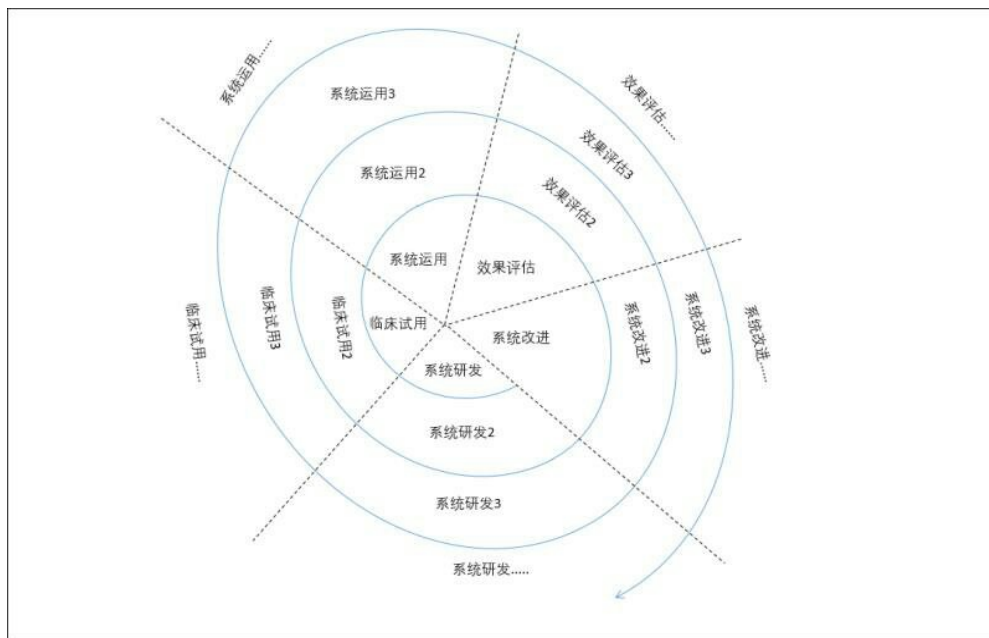 系统运用……
系统运用3
效果评估……
系统运用2
效果评估3
效果评估2
系统运用
效果评估
临床试用……
临床试用3
临床试用2
临床试用
系统改进
系统改进2
系统改进3
系统改进……
系统研发
系统研发2
系统研发3
系统研发.....